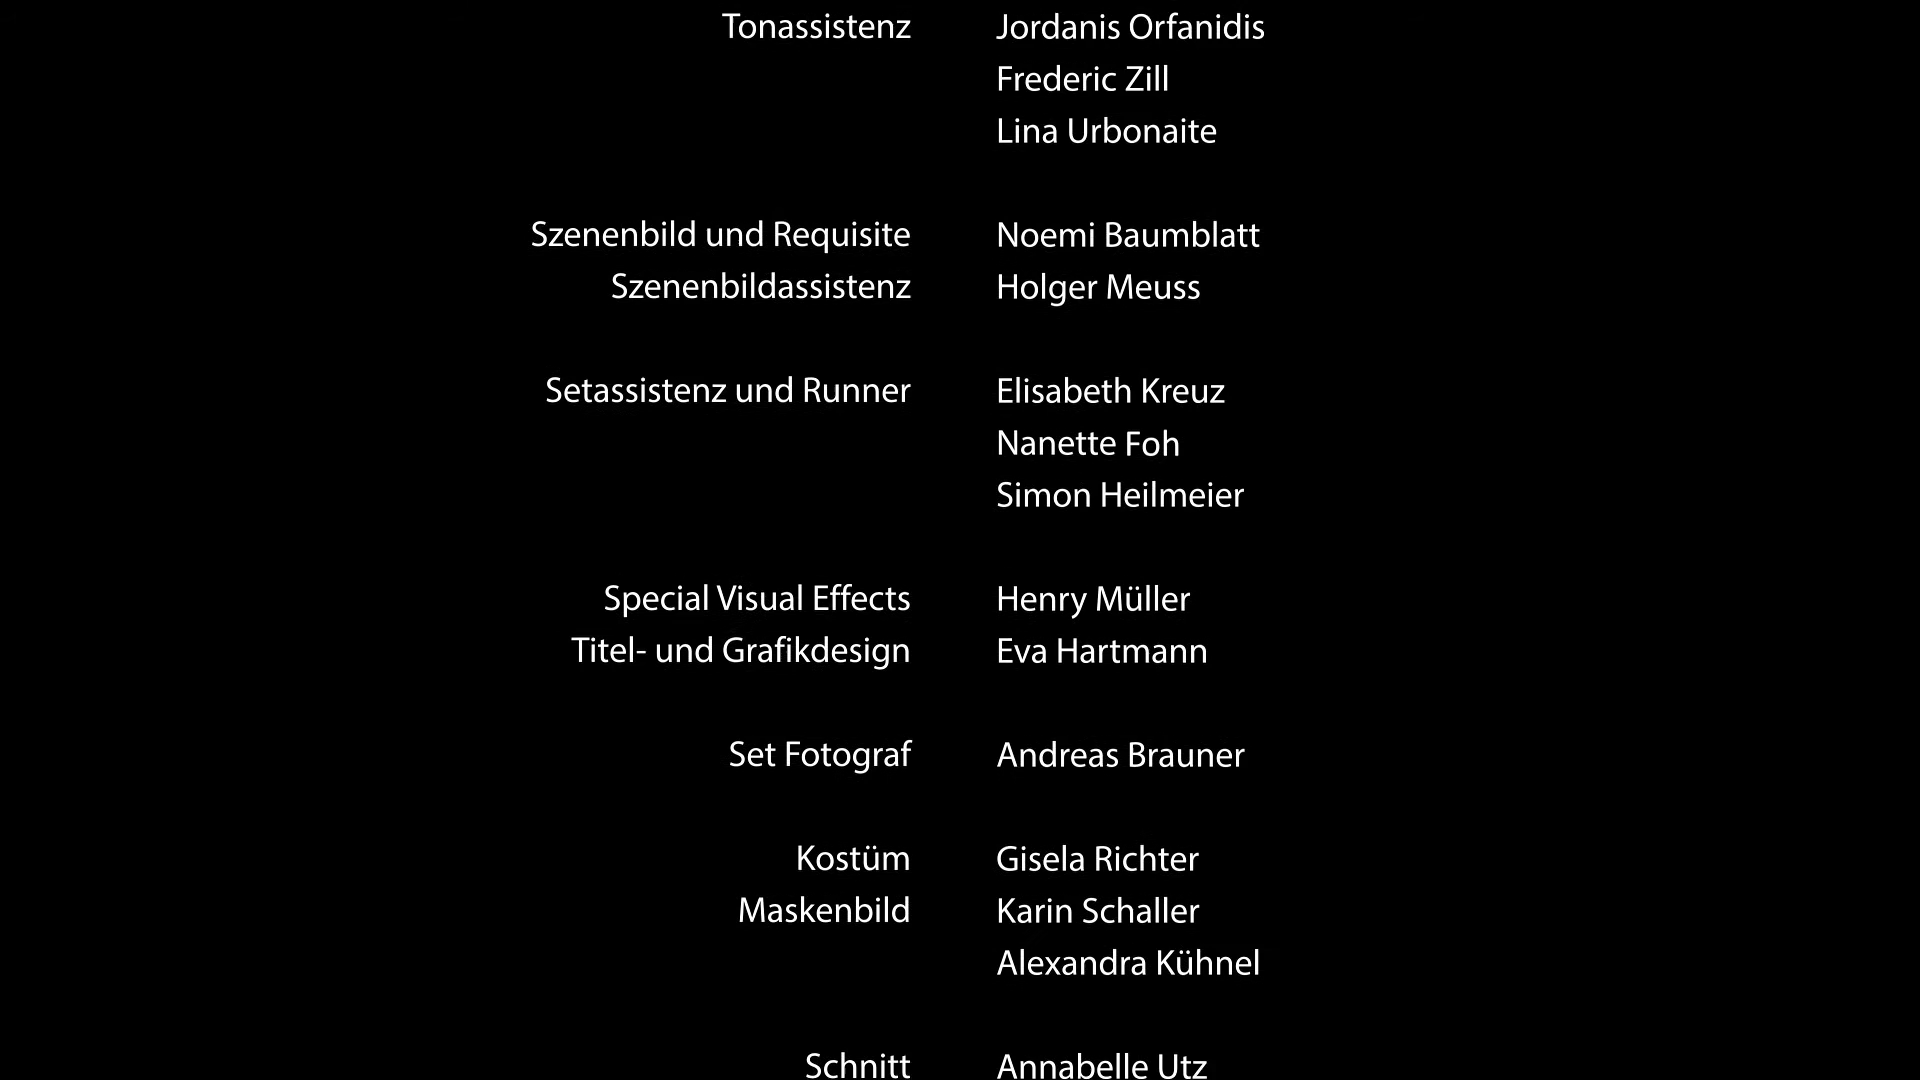 Tonassistenz Jordanis Orfanidis
Frederic Zill
Lina Urbonaite
Szenenbild und Requisite Noemi Baumblatt
Szenenbildassistenz Holger Meuss
Setassistenz und Runner Elisabeth Kreuz
Nanette Foh
Simon Heilmeier
Special Visual Effects Henry Müller
Titel- und Grafikdesign Eva Hartmann
Set Fotograf Andreas Brauner
Kostüm Gisela Richter
Maskenbild Karin Schaller
Alexandra Kühnel
Schnitt Annabelle Utz